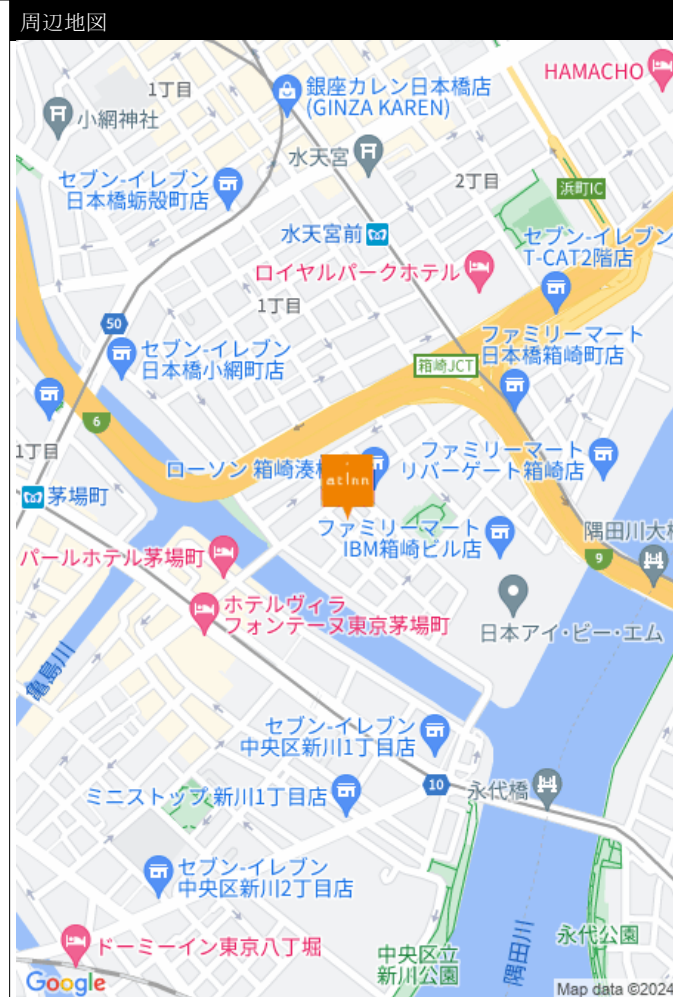 周辺地図
HAMACHO
1丁目
銀座カレン日本橋店
(GINZA KAREN)
小網神社
水天宮
セブン-イレブン
日本橋蛎殻町店
2丁目
浜町IC
水天宮前
セブン-イレブン
T-CAT2階店
ロイヤルパークホテル
1丁目
50
セブン-イレブン
日本橋小網町店
ファミリーマート
日本橋箱崎町店
箱崎JCT
6
1丁目
ローソン 箱崎湊
at Inn
ファミリーマート
リバーゲート箱崎店
茅場町
ファミリーマート
IBM箱崎ビル店
隅田川大
9
パールホテル茅場町
ホテルヴィラ
フォンテーヌ東京茅場町
日本アイ・ビー・エム
亀島川
セブン-イレブン
中央区新川1丁目店
10
永代橋
ミニストップ 新川1丁目店
セブン-イレブン
中央区新川2丁目店
ドーミーイン東京八丁堀
中央区立
新川公園
隅田川
永代公園
Google
Map data ©2024